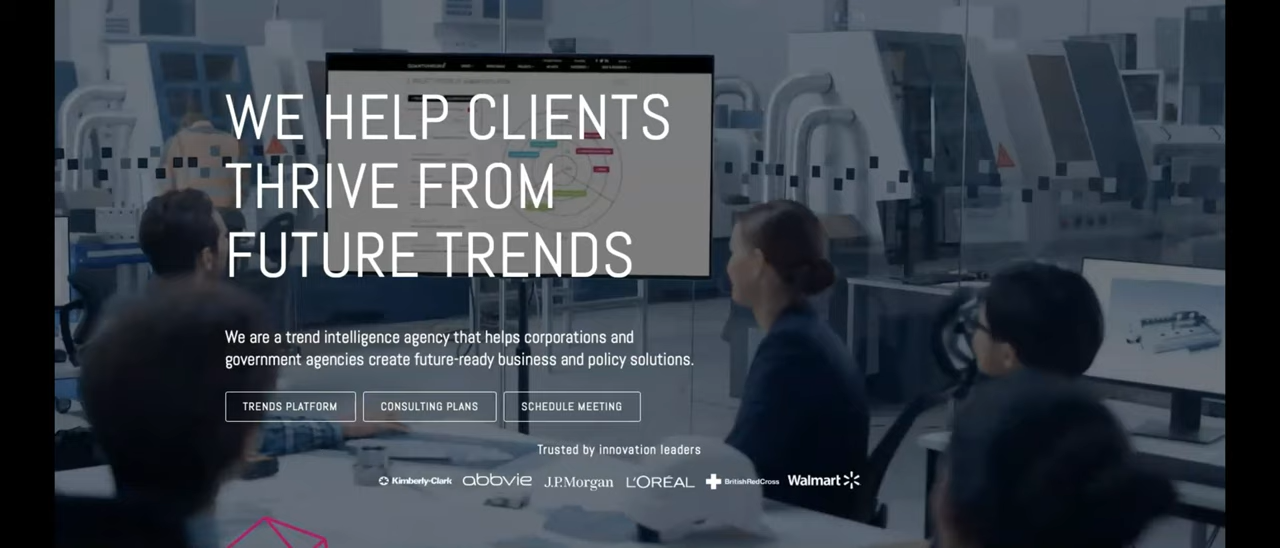 WE HELP CLIENTS
THRIVE FROM
FUTURE TRENDS
We are a trend intelligence agency that helps corporations and
government agencies create future-ready business and policy solutions.
TRENDS PLATFORM
CONSULTING PLANS
SCHEDULE MEETING
Trusted by innovation leaders
Kimberly-Clark
abbvie
J.P.Morgan
L'ORÉAL
BritishRedCross
Walmart